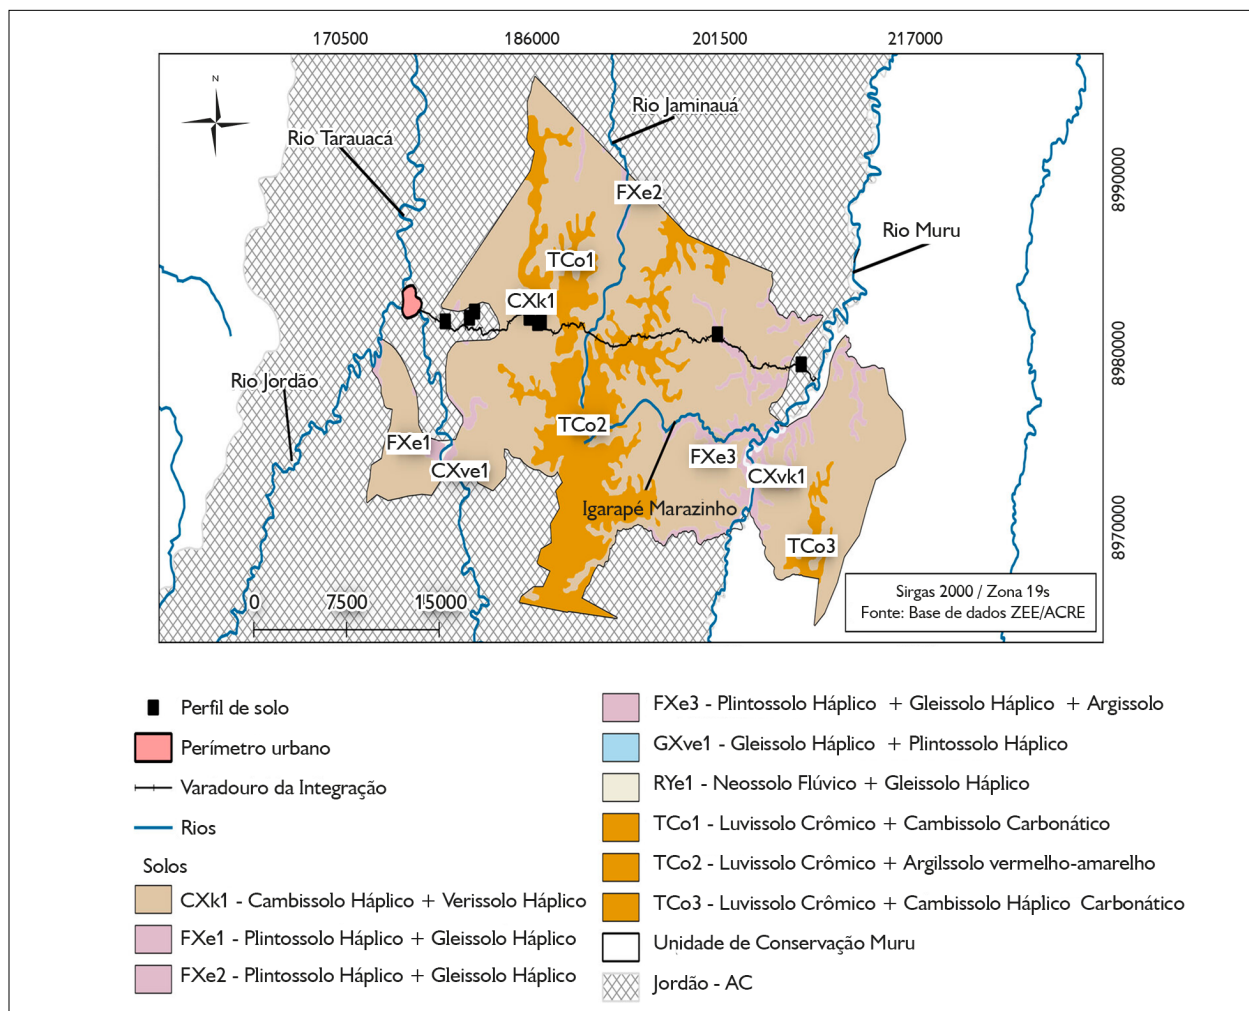 170500 186000 201500 217000
N
Rio Jaminauá
Rio Tarauacá
8990000
FXe2
Rio Muru
TCo1
CXk1
8980000
Rio Jordão
TCo2
FXe1
FXe3
CXve1
CXvk1
Igarapé Marazinho
8970000
TCo3
Sirgas 2000 / Zona 19s
Fonte: Base de dados ZEE/ACRE
0 7500 15000
Perfil de solo
Perímetro urbano
Varadouro da Integração
Rios
Solos
CXk1 - Cambissolo Háplico + Verissolo Háplico
FXe1 - Plintossolo Háplico + Gleissolo Háplico
FXe2 - Plintossolo Háplico + Gleissolo Háplico
FXe3 - Plintossolo Háplico + Gleissolo Háplico + Argissolo
GXve1 - Gleissolo Háplico + Plintossolo Háplico
RYe1 - Neossolo Flúvico + Gleissolo Háplico
TCo1 - Luvissolo Crômico + Cambissolo Carbonático
TCo2 - Luvissolo Crômico + Argilssolo vermelho-amarelho
TCo3 - Luvissolo Crômico + Cambissolo Háplico Carbonático
Unidade de Conservação Muru
Jordão - AC